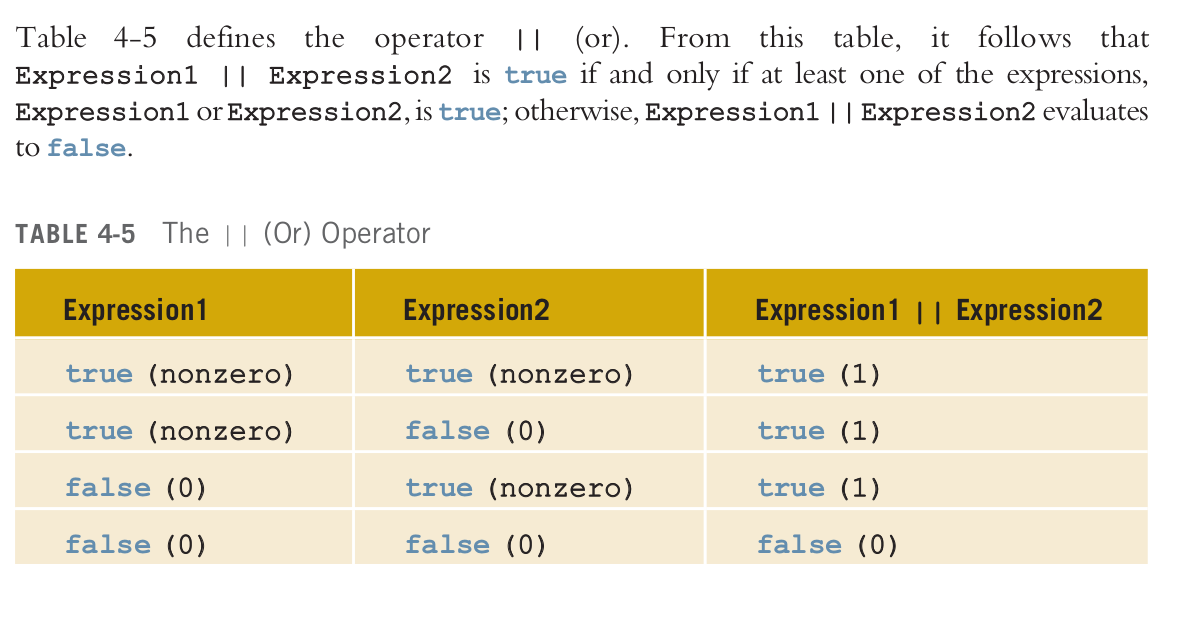 Table 4-5 defines the operator || (or). From this table, it follows that
Expression1 || Expression2 is true if and only if at least one of the expressions,
Expression1 or Expression2, is true; otherwise, Expression1 || Expression2 evaluates
to false.
TABLE 4-5 The || (Or) Operator
Expression1 Expression2 Expression1 || Expression2
true (nonzero) true (nonzero) true (1)
true (nonzero) false (0) true (1)
false (0) true (nonzero) true (1)
false (0) false (0) false (0)